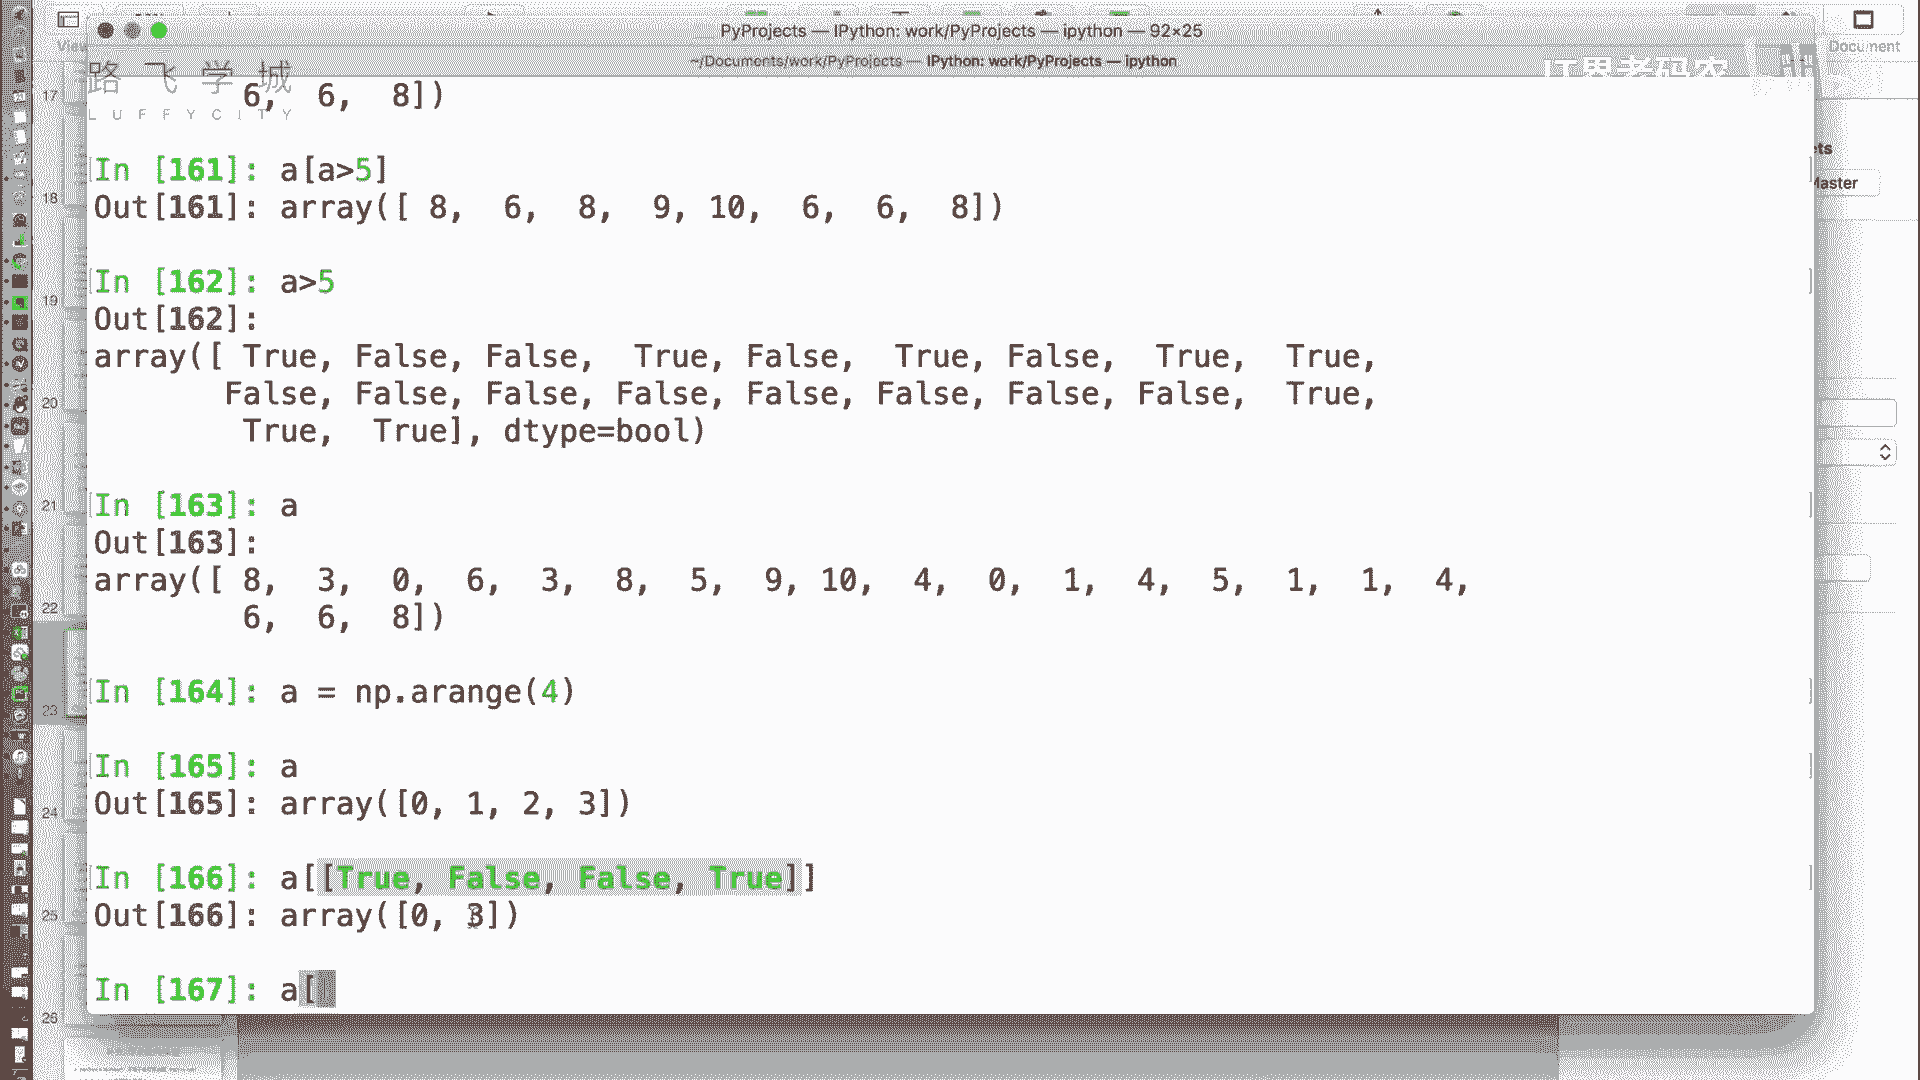 PyProjects — IPython: work/PyProjects — ipython — 92×25
Document
~/Documents/work/PyProjects — IPython: work/PyProjects — ipython
路飞学城
IT界老码农
LUFFYCITY
6,  6,  8])
In [161]: a[a>5]
Out[161]: array([ 8,  6,  8,  9, 10,  6,  6,  8])
In [162]: a>5
Out[162]:
array([ True, False, False,  True, False,  True, False,  True,  True,
False, False, False, False, False, False, False, False,  True,
True,  True], dtype=bool)
In [163]: a
Out[163]:
array([ 8,  3,  0,  6,  3,  8,  5,  9, 10,  4,  0,  1,  4,  5,  1,  1,  4,
6,  6,  8])
In [164]: a = np.arange(4)
In [165]: a
Out[165]: array([0, 1, 2, 3])
In [166]: a[[True, False, False, True]]
Out[166]: array([0, 3])
In [167]: a[
17
18
19
20
21
22
23
24
25
26
Master